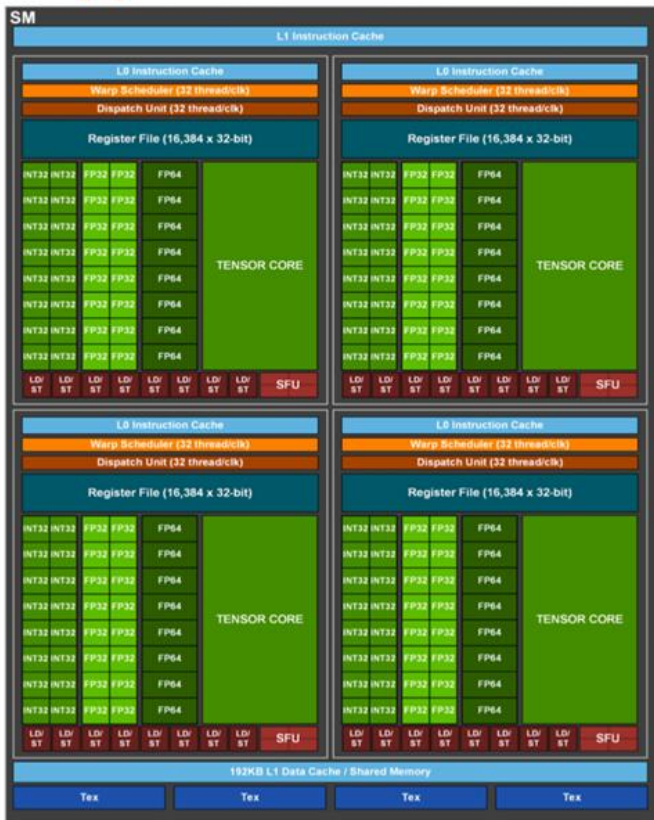 SM
L1 Instruction Cache
L0 Instruction Cache
Warp Scheduler (32 thread/clk)
Dispatch Unit (32 thread/clk)
Register File (16,384 x 32-bit)
INT32 INT32 FP32 FP32 FP64
INT32 INT32 FP32 FP32 FP64
INT32 INT32 FP32 FP32 FP64
INT32 INT32 FP32 FP32 FP64
TENSOR CORE
INT32 INT32 FP32 FP32 FP64
INT32 INT32 FP32 FP32 FP64
INT32 INT32 FP32 FP32 FP64
INT32 INT32 FP32 FP32 FP64
LD/ LD/ LD/ LD/ LD/ LD/ LD/ LD/
ST ST ST ST ST ST ST ST
SFU
L0 Instruction Cache
Warp Scheduler (32 thread/clk)
Dispatch Unit (32 thread/clk)
Register File (16,384 x 32-bit)
INT32 INT32 FP32 FP32 FP64
INT32 INT32 FP32 FP32 FP64
INT32 INT32 FP32 FP32 FP64
INT32 INT32 FP32 FP32 FP64
TENSOR CORE
INT32 INT32 FP32 FP32 FP64
INT32 INT32 FP32 FP32 FP64
INT32 INT32 FP32 FP32 FP64
INT32 INT32 FP32 FP32 FP64
LD/ LD/ LD/ LD/ LD/ LD/ LD/ LD/
ST ST ST ST ST ST ST ST
SFU
L0 Instruction Cache
Warp Scheduler (32 thread/clk)
Dispatch Unit (32 thread/clk)
Register File (16,384 x 32-bit)
INT32 INT32 FP32 FP32 FP64
INT32 INT32 FP32 FP32 FP64
INT32 INT32 FP32 FP32 FP64
INT32 INT32 FP32 FP32 FP64
TENSOR CORE
INT32 INT32 FP32 FP32 FP64
INT32 INT32 FP32 FP32 FP64
INT32 INT32 FP32 FP32 FP64
INT32 INT32 FP32 FP32 FP64
LD/ LD/ LD/ LD/ LD/ LD/ LD/ LD/
ST ST ST ST ST ST ST ST
SFU
L0 Instruction Cache
Warp Scheduler (32 thread/clk)
Dispatch Unit (32 thread/clk)
Register File (16,384 x 32-bit)
INT32 INT32 FP32 FP32 FP64
INT32 INT32 FP32 FP32 FP64
INT32 INT32 FP32 FP32 FP64
INT32 INT32 FP32 FP32 FP64
TENSOR CORE
INT32 INT32 FP32 FP32 FP64
INT32 INT32 FP32 FP32 FP64
INT32 INT32 FP32 FP32 FP64
INT32 INT32 FP32 FP32 FP64
LD/ LD/ LD/ LD/ LD/ LD/ LD/ LD/
ST ST ST ST ST ST ST ST
SFU
192KB L1 Data Cache / Shared Memory
Tex Tex Tex Tex